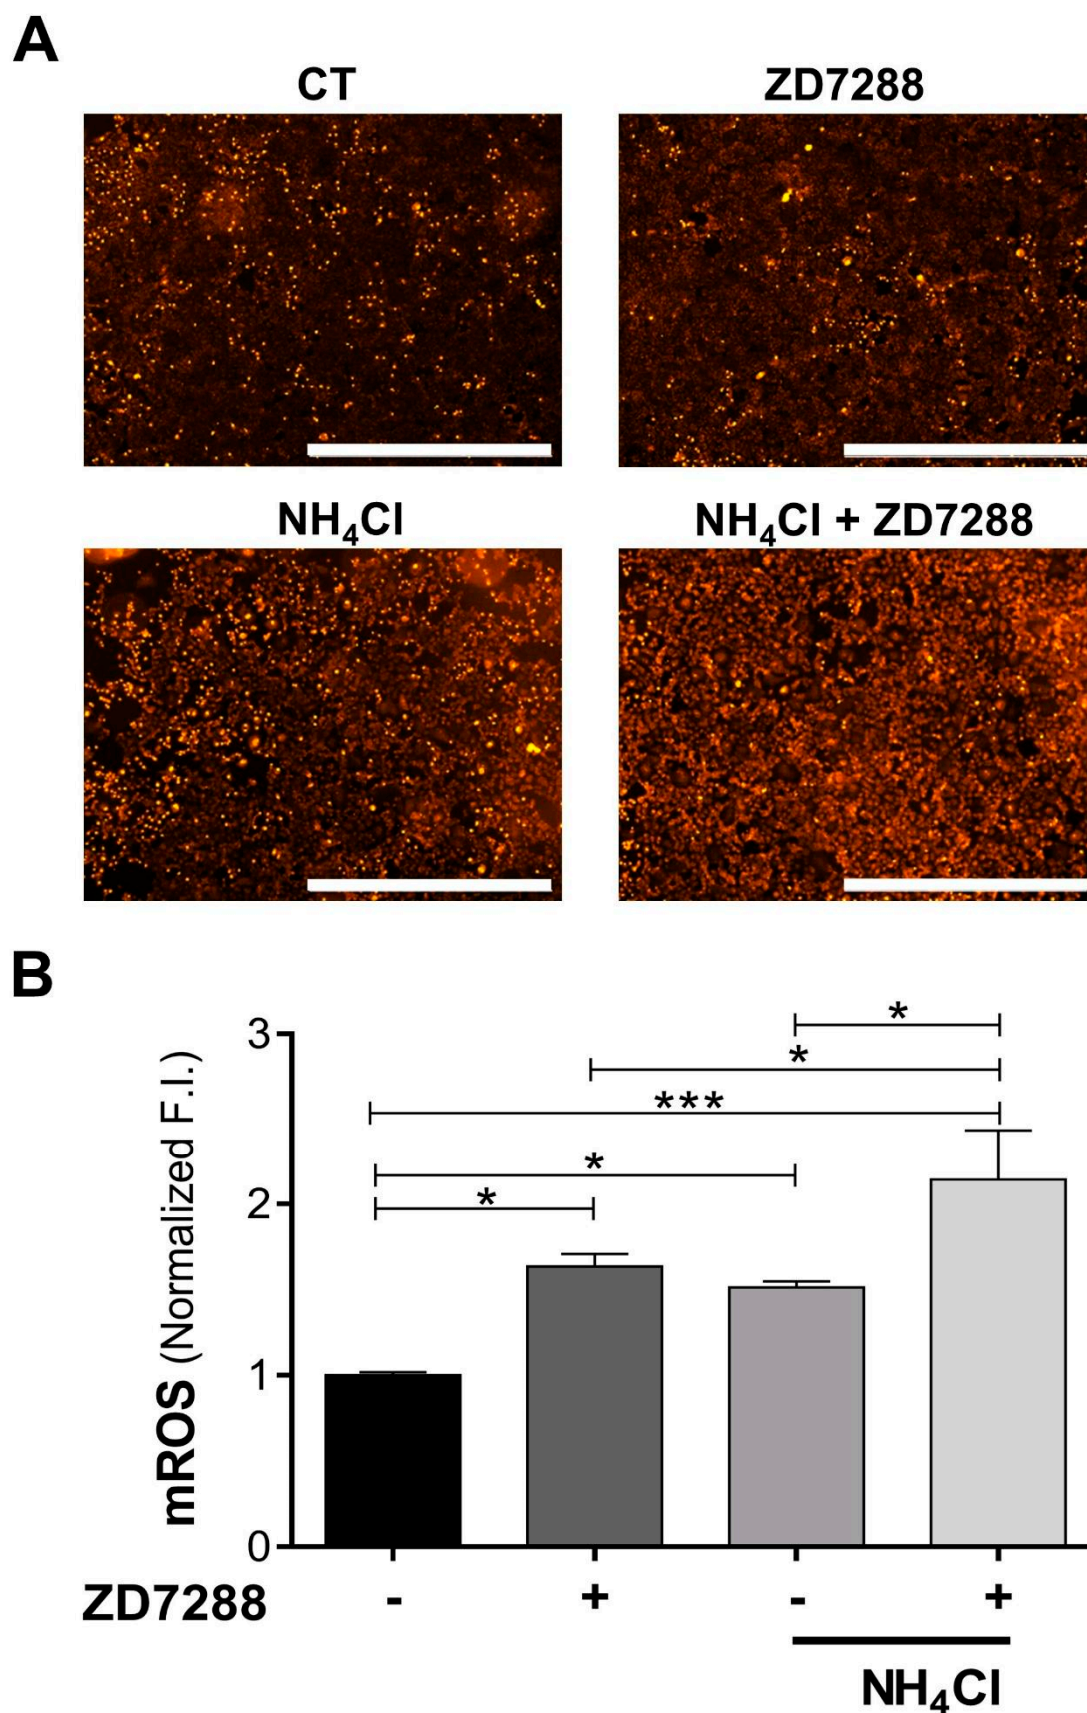 A
CT
ZD7288
NH₄Cl
NH₄Cl + ZD7288
B
mROS (Normalized F.I.)
3
2
1
0
*
*
***
*
*
ZD7288 - + - +
NH₄Cl